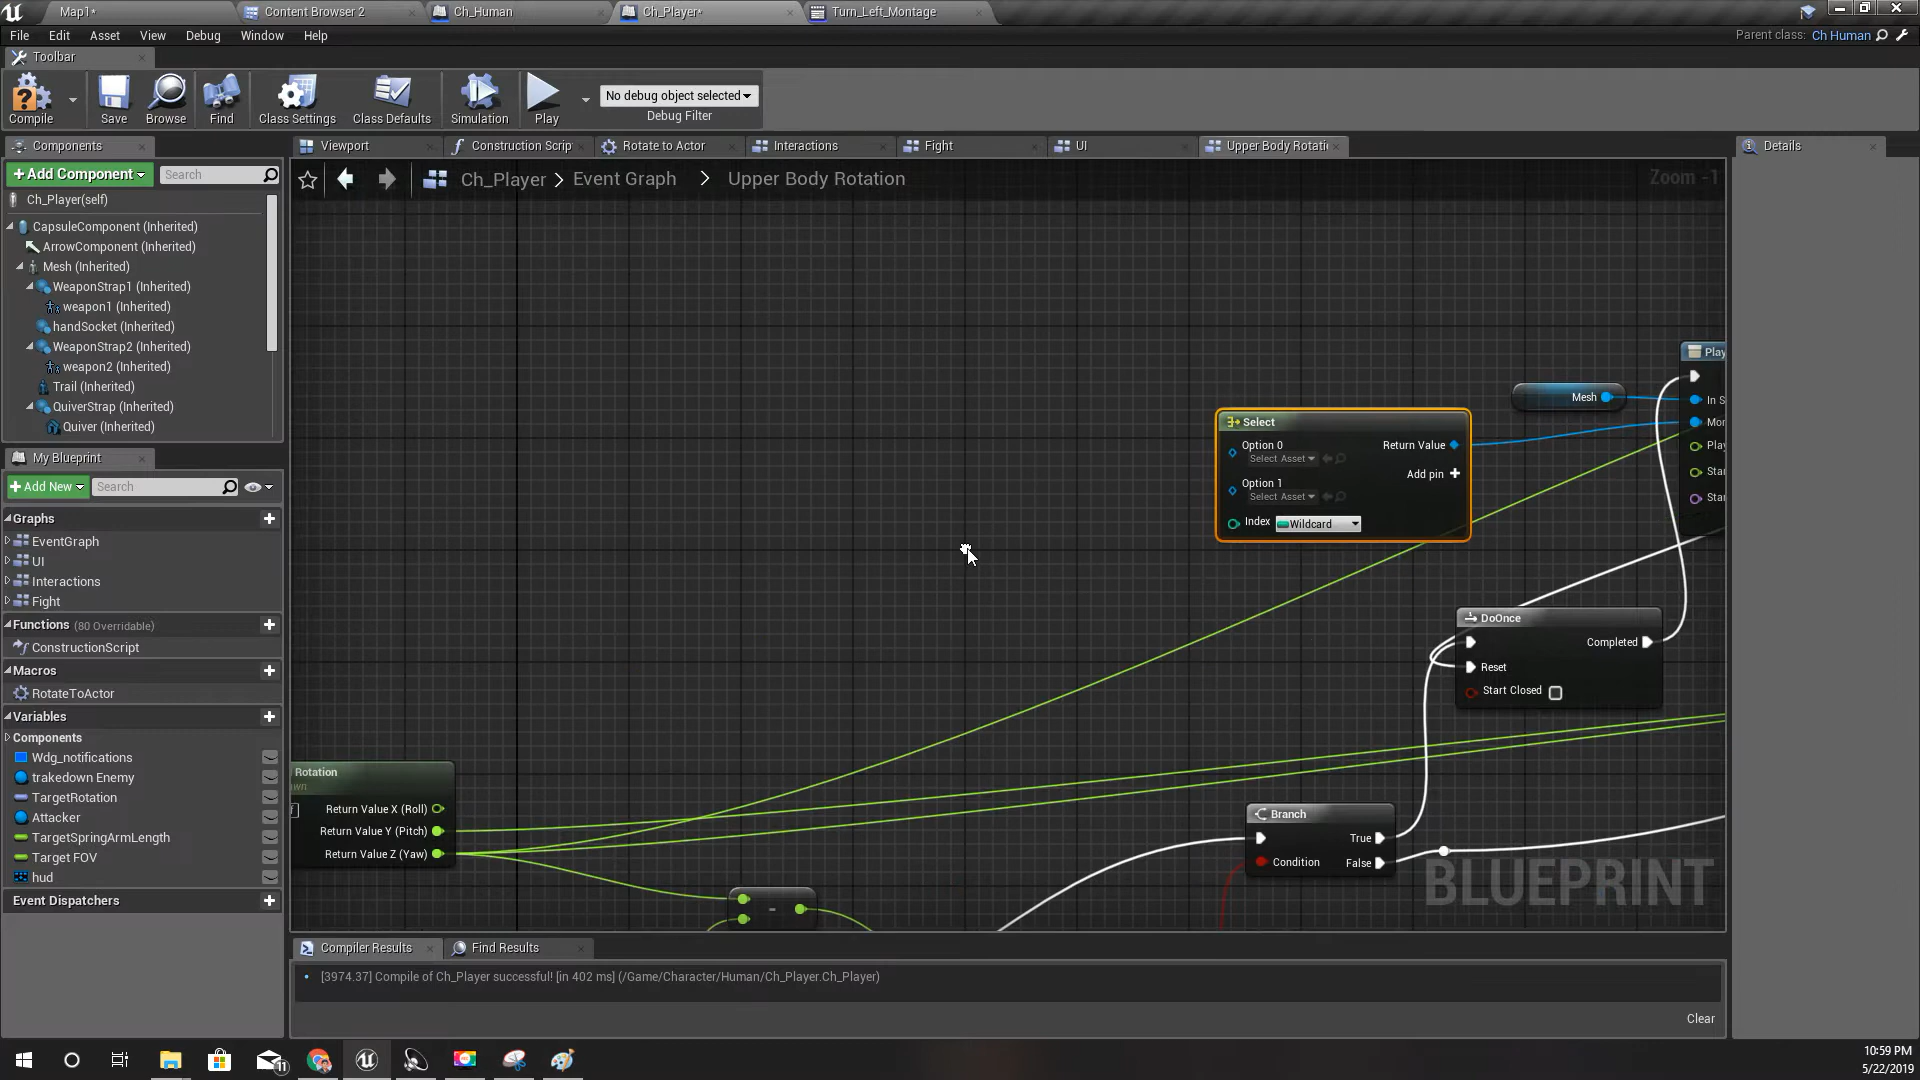 Map1*
Content Browser 2
Ch_Human
Ch_Player*
Turn_Left_Montage
File Edit Asset View Debug Window Help
Parent class: Ch Human
Toolbar
Compile
Save
Browse
Find
Class Settings
Class Defaults
Simulation
Play
No debug object selected
Debug Filter
Components
+Add Component
Search
Ch_Player(self)
CapsuleComponent (Inherited)
ArrowComponent (Inherited)
Mesh (Inherited)
WeaponStrap1 (Inherited)
weapon1 (Inherited)
handSocket (Inherited)
WeaponStrap2 (Inherited)
weapon2 (Inherited)
Trail (Inherited)
QuiverStrap (Inherited)
Quiver (Inherited)
My Blueprint
+Add New
Search
Graphs
EventGraph
UI
Interactions
Fight
Functions (80 Overridable)
ConstructionScript
Macros
RotateToActor
Variables
Components
Wdg_notifications
trakedown Enemy
TargetRotation
Attacker
TargetSpringArmLength
Target FOV
hud
Event Dispatchers
Viewport
Construction Scrip
Rotate to Actor
Interactions
Fight
UI
Upper Body Rotati
Ch_Player > Event Graph > Upper Body Rotation
Zoom -1
Select
Option 0
Select Asset
Return Value
Add pin +
Option 1
Select Asset
Index
Wildcard
Mesh
Play
In S
Mon
Play
Star
Star
DoOnce
Completed
Reset
Start Closed
Rotation
wn
Return Value X (Roll)
Return Value Y (Pitch)
Return Value Z (Yaw)
-
Branch
True
Condition
False
BLUEPRINT
Details
Compiler Results
Find Results
[3974.37] Compile of Ch_Player successful! [in 402 ms] (/Game/Character/Human/Ch_Player.Ch_Player)
Clear
11
10:59 PM
5/22/2019